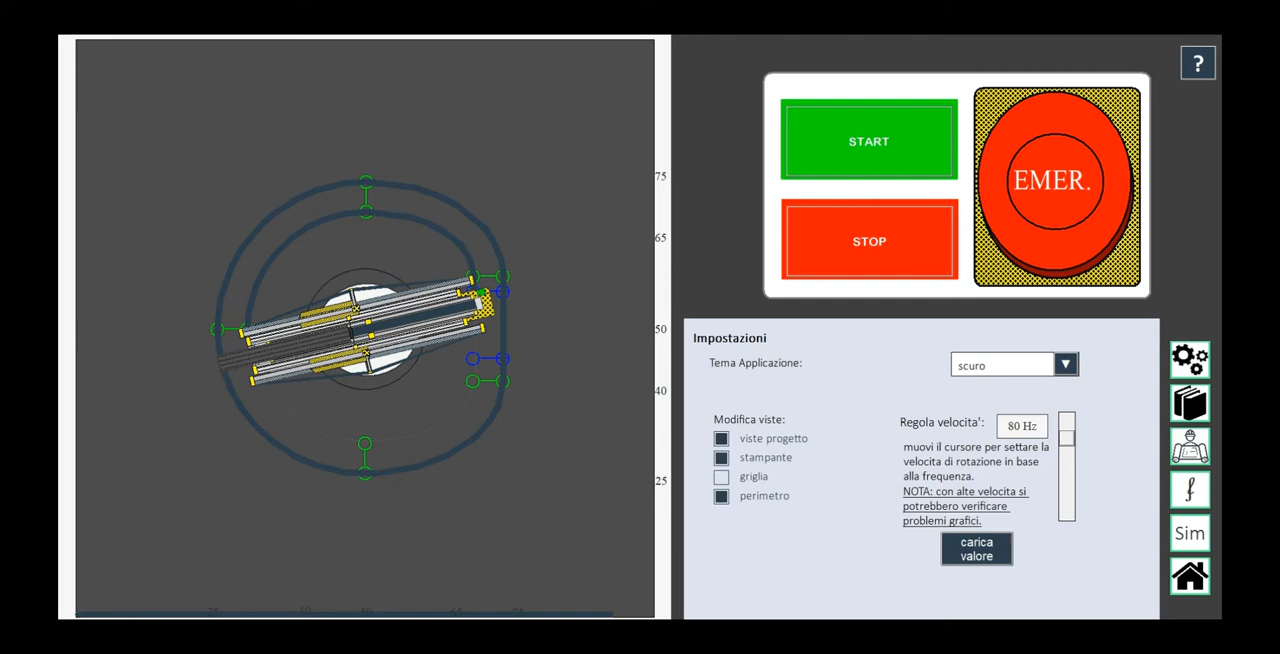 ?
START
EMER.
STOP
75
65
50
40
25
Impostazioni
Tema Applicazione:
scuro
Modifica viste:
viste progetto
stampante
griglia
perimetro
Regola velocita':
80 Hz
muovi il cursore per settare la
velocita di rotazione in base
alla frequenza.
NOTA: con alte velocita si
potrebbero verificare
problemi grafici.
carica
valore
f
Sim